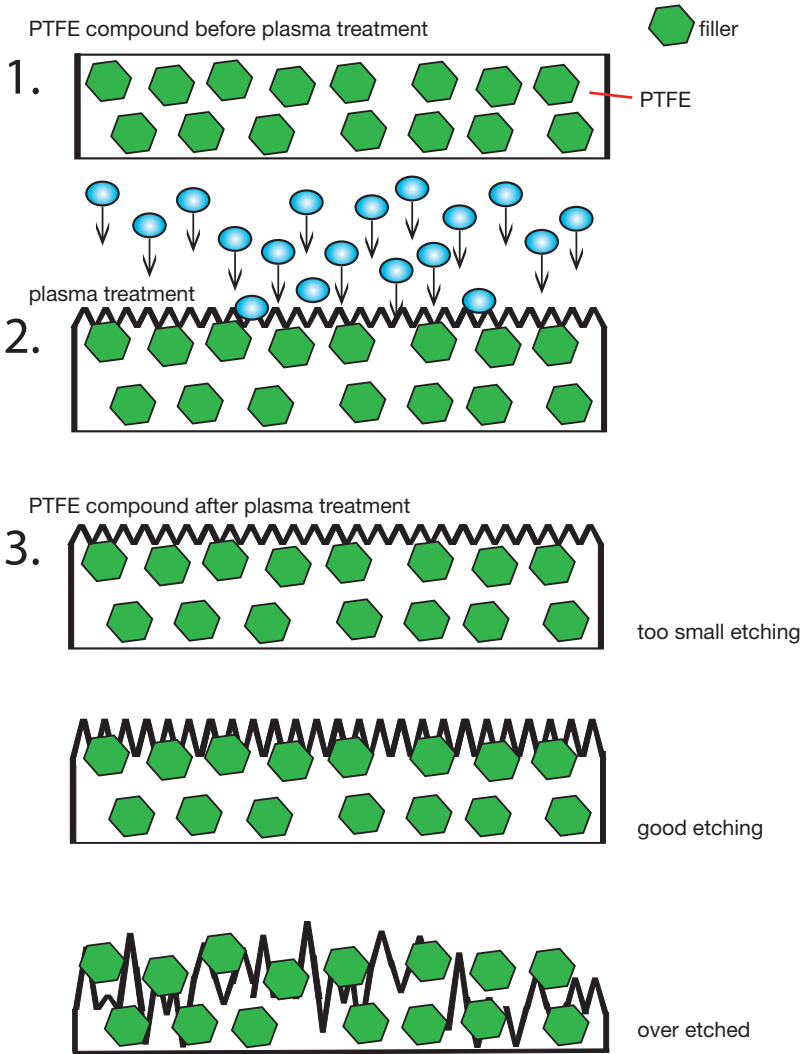 PTFE compound before plasma treatment
filler
1.
PTFE
plasma treatment
2.
PTFE compound after plasma treatment
3.
too small etching
good etching
over etched